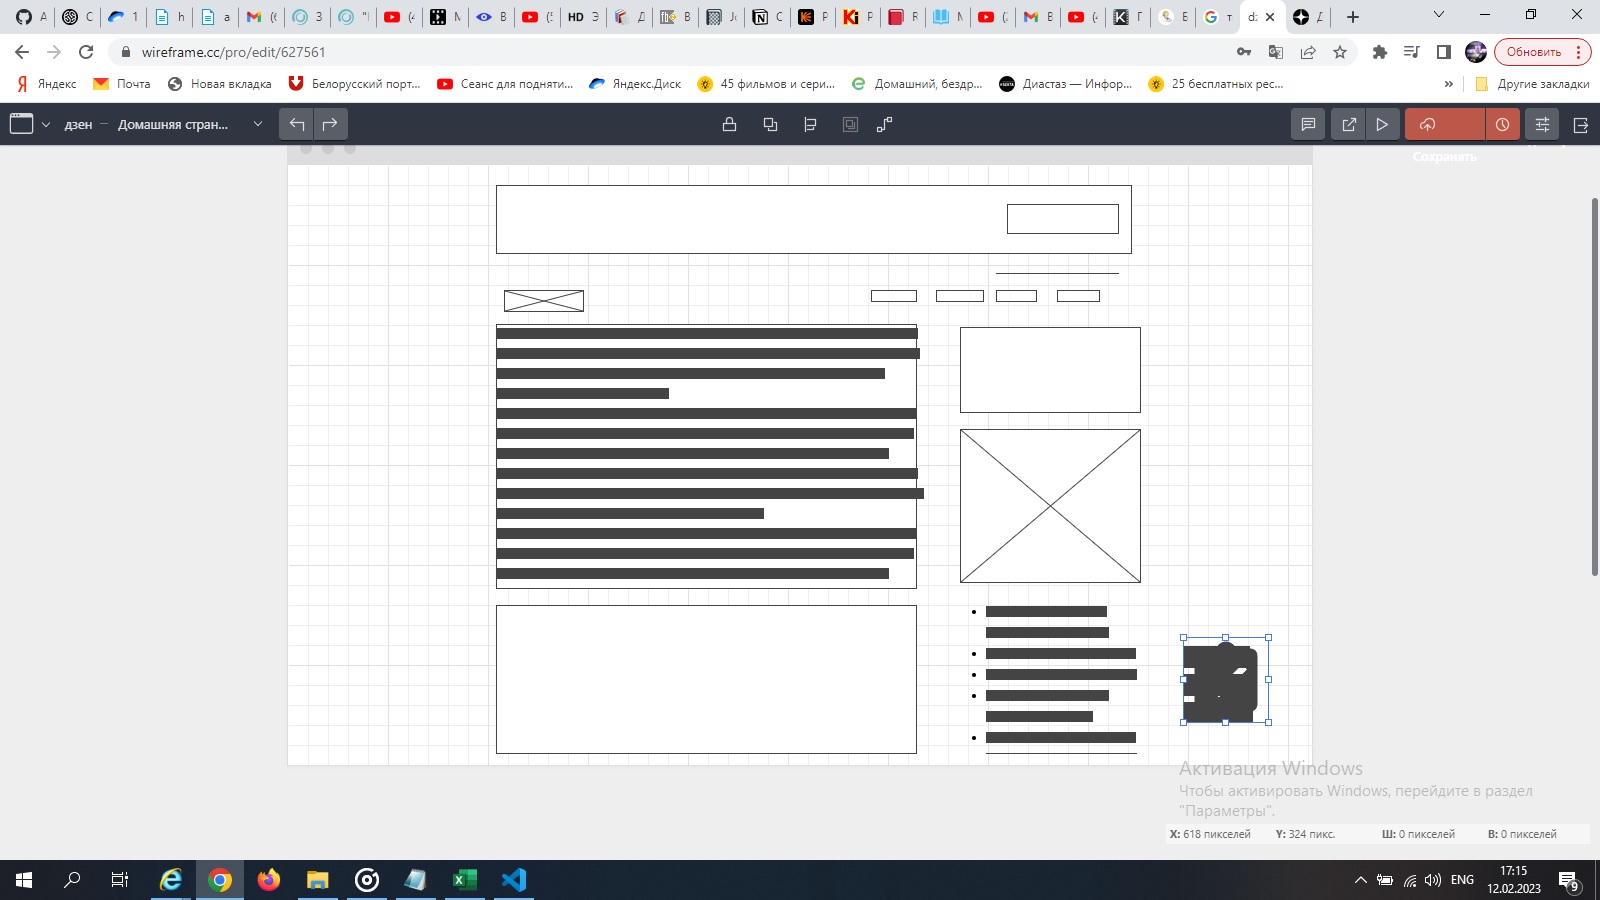 wireframe.cc/pro/edit/627561
Обновить
Яндекс
Почта
Новая вкладка
Белорусский порт...
Сеанс для подняти...
Яндекс.Диск
45 фильмов и сери...
Домашний, бездр...
Диастаз — Инфор...
25 бесплатных рес...
»
Другие закладки
дзен — Домашняя стран...
Сохранять
Активация Windows
Чтобы активировать Windows, перейдите в раздел
"Параметры".
X: 618 пикселей Y: 324 пикс. Ш: 0 пикселей В: 0 пикселей
ENG
17:15
12.02.2023
9